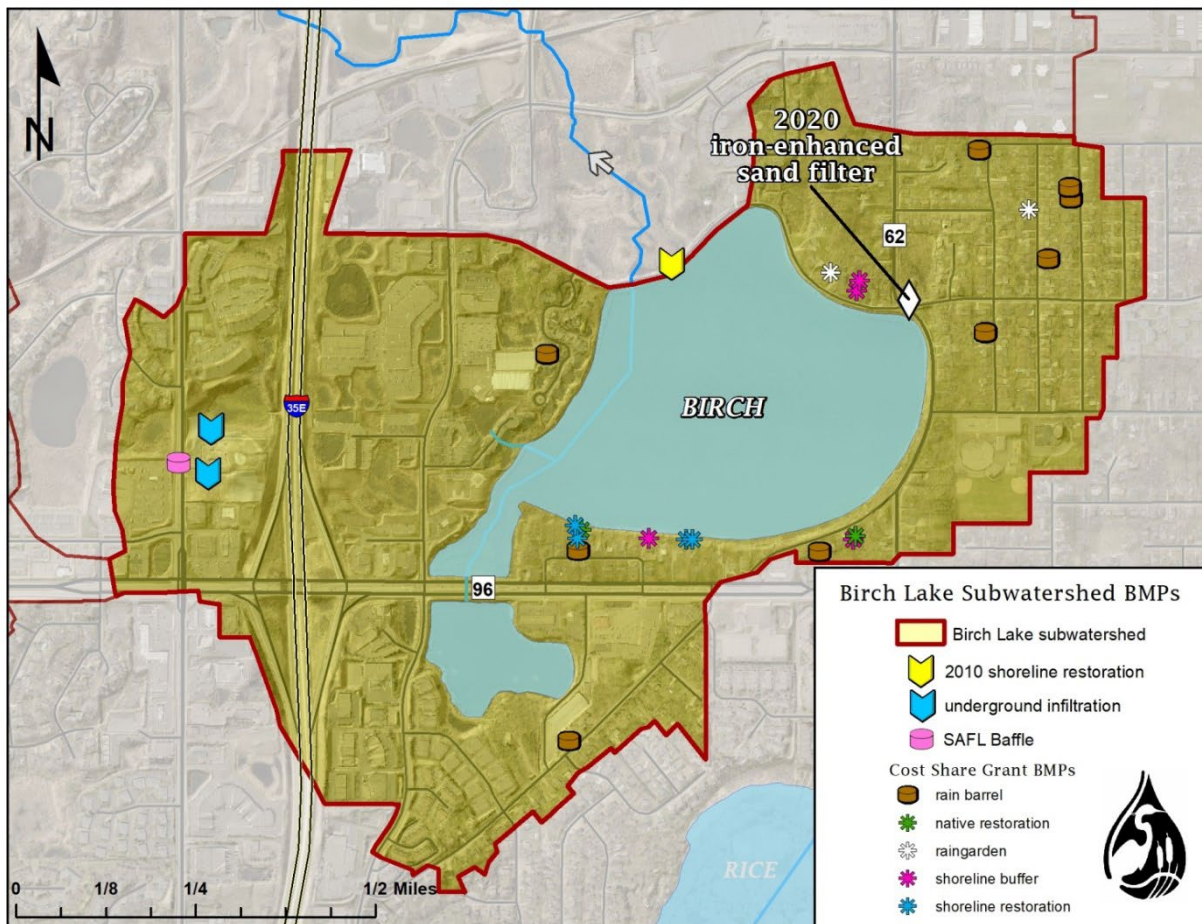 N
2020
iron-enhanced
sand filter
62
35E
BIRCH
96
RICE
0 1/8 1/4 1/2 Miles
Birch Lake Subwatershed BMPs
Birch Lake subwatershed
2010 shoreline restoration
underground infiltration
SAFL Baffle
Cost Share Grant BMPs
rain barrel
native restoration
raingarden
shoreline buffer
shoreline restoration